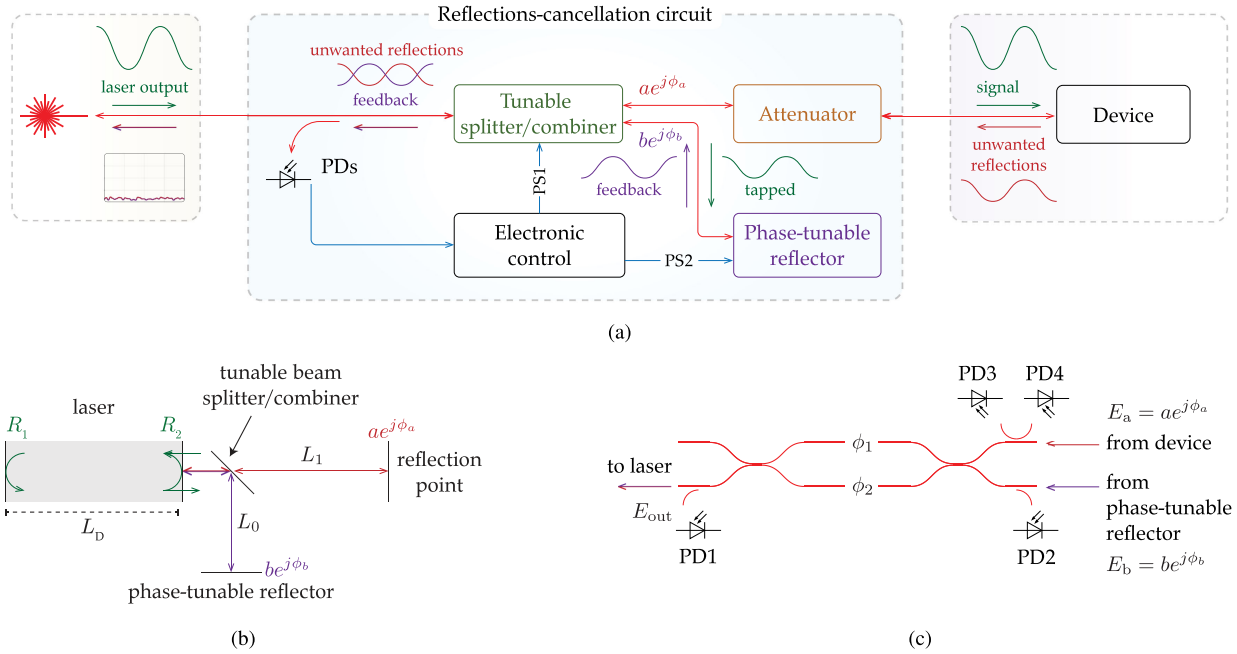 Reflections-cancellation circuit
laser output
unwanted reflections
feedback
PDs
Tunable
splitter/combiner
ae^{jϕ_a}
be^{jϕ_b}
Attenuator
feedback
tapped
PS1
Electronic
control
PS2
Phase-tunable
reflector
signal
unwanted
reflections
Device
(a)
laser
tunable beam
splitter/combiner
R_1
R_2
ae^{jϕ_a}
L_1
reflection
point
L_0
L_D
be^{jϕ_b}
phase-tunable reflector
(b)
PD3
PD4
E_a = ae^{jϕ_a}
from device
ϕ_1
to laser
ϕ_2
from
phase-tunable
reflector
E_out
PD1
PD2
E_b = be^{jϕ_b}
(c)